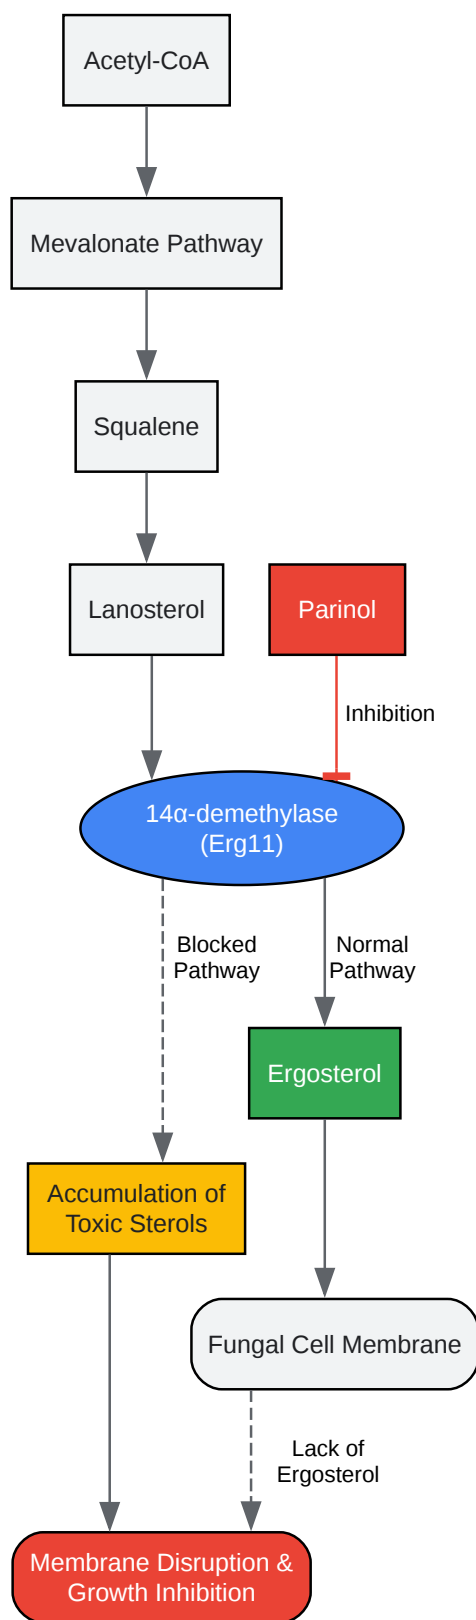 Acetyl-CoA
Mevalonate Pathway
Squalene
Lanosterol
Parinol
Inhibition
14α-demethylase
(Erg11)
Blocked
Pathway
Normal
Pathway
Ergosterol
Accumulation of
Toxic Sterols
Fungal Cell Membrane
Lack of
Ergosterol
Membrane Disruption &
Growth Inhibition